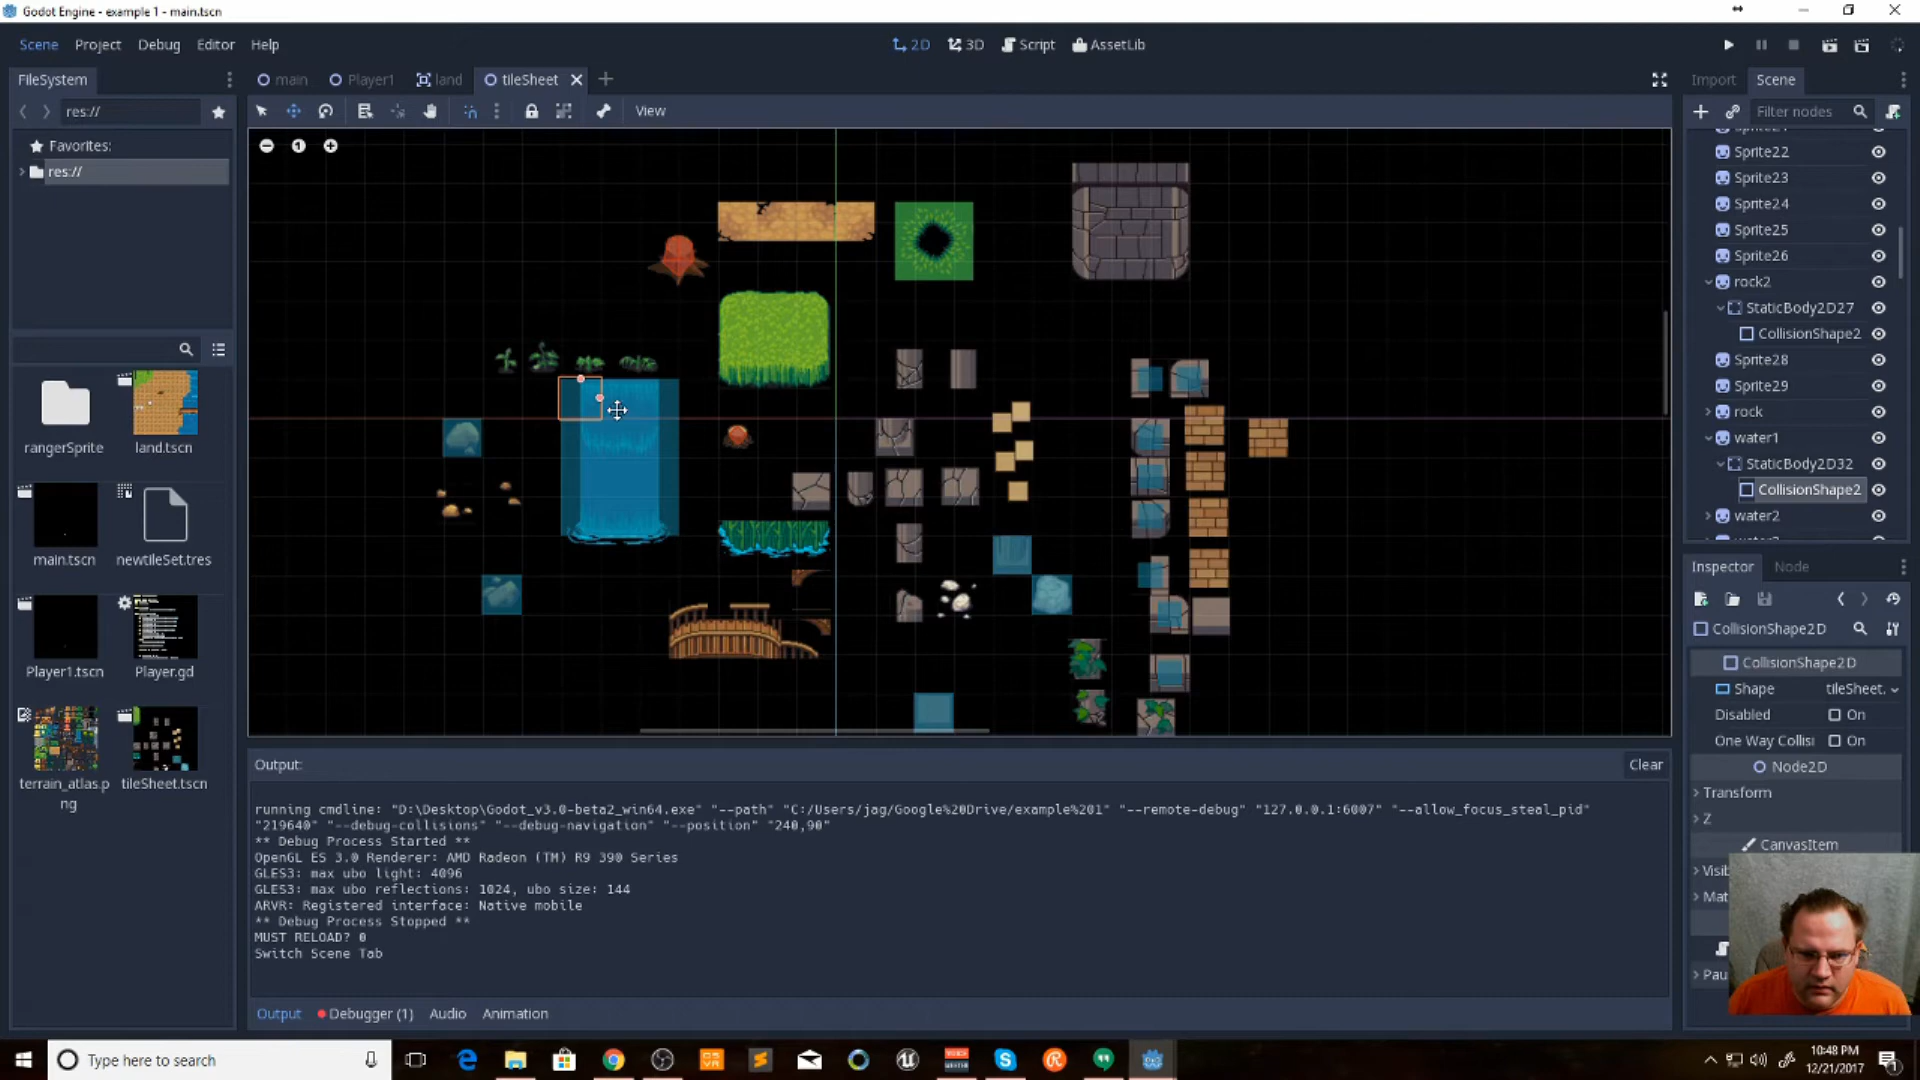 Godot Engine - example 1 - main.tscn
Scene Project Debug Editor Help
2D 3D Script AssetLib
FileSystem
main Player1 land tileSheet
Import Scene
res://
View
Filter nodes
Favorites:
res://
Sprite22
Sprite23
Sprite24
Sprite25
Sprite26
rock2
StaticBody2D27
CollisionShape2
Sprite28
Sprite29
rock
water1
StaticBody2D32
CollisionShape2
water2
rangerSprite
land.tscn
main.tscn
newtileSet.tres
Player1.tscn
Player.gd
terrain_atlas.p
ng
tileSheet.tscn
Inspector Node
CollisionShape2D
CollisionShape2D
Shape tileSheet.
Disabled On
One Way Collisi On
Node2D
Transform
Z
CanvasItem
Visib
Mat
Pau
Output: Clear
running cmdline: "D:\Desktop\Godot_v3.0-beta2_win64.exe" "--path" "C:/Users/jag/Google%20Drive/example%201" "--remote-debug" "127.0.0.1:6007" "--allow_focus_steal_pid"
"219640" "--debug-collisions" "--debug-navigation" "--position" "240,90"
** Debug Process Started **
OpenGL ES 3.0 Renderer: AMD Radeon (TM) R9 390 Series
GLES3: max ubo light: 4096
GLES3: max ubo reflections: 1024, ubo size: 144
ARVR: Registered interface: Native mobile
** Debug Process Stopped **
MUST RELOAD? 0
Switch Scene Tab
Output Debugger (1) Audio Animation
Type here to search
10:48 PM
12/21/2017